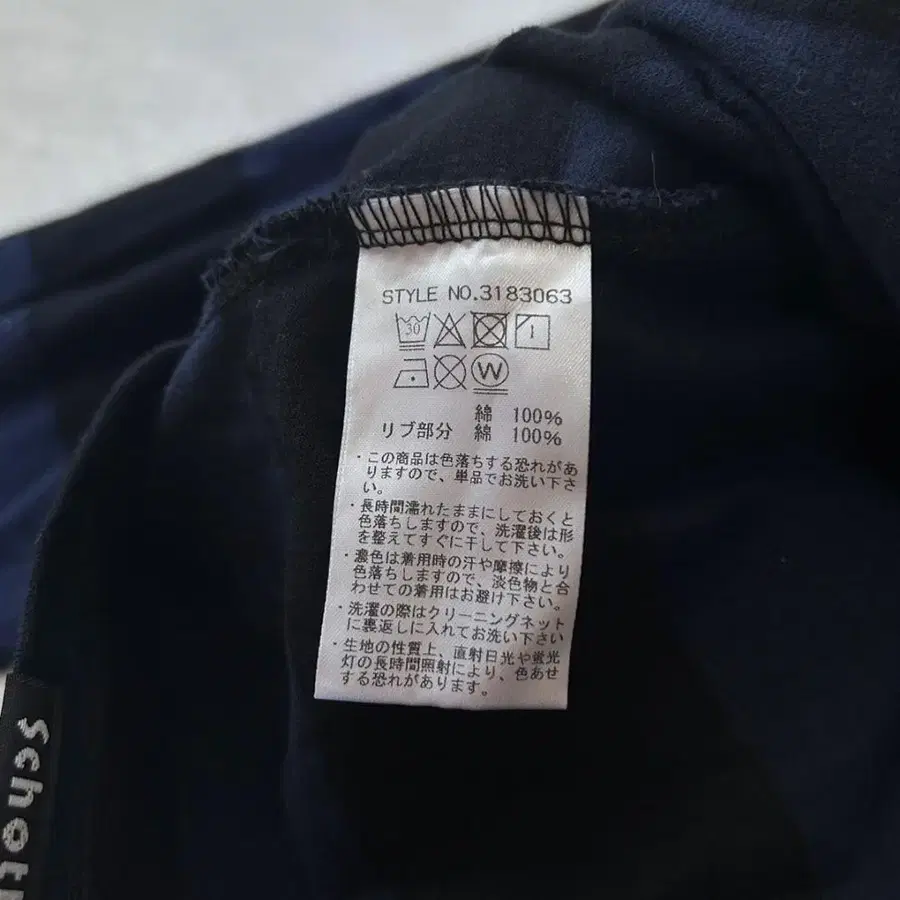 STYLE NO.3183063
30
W
綿 100%
リブ部分 綿 100%
・この商品は色落ちする恐れがあ
りますので、単品でお洗い下さ
い。
・長時間濡れたままにしておくと
色落ちしますので、洗濯後は形
を整えてすぐに干して下さい。
・濃色は着用時の汗や摩擦により
色落ちしますので、淡色物と合
わせての着用はお避け下さい。
・洗濯の際はクリーニングネット
に裏返しに入れてお洗い下さい
・生地の性質上、直射日光や蛍光
灯の長時間照射により、色あせ
する恐れがあります。
Schott